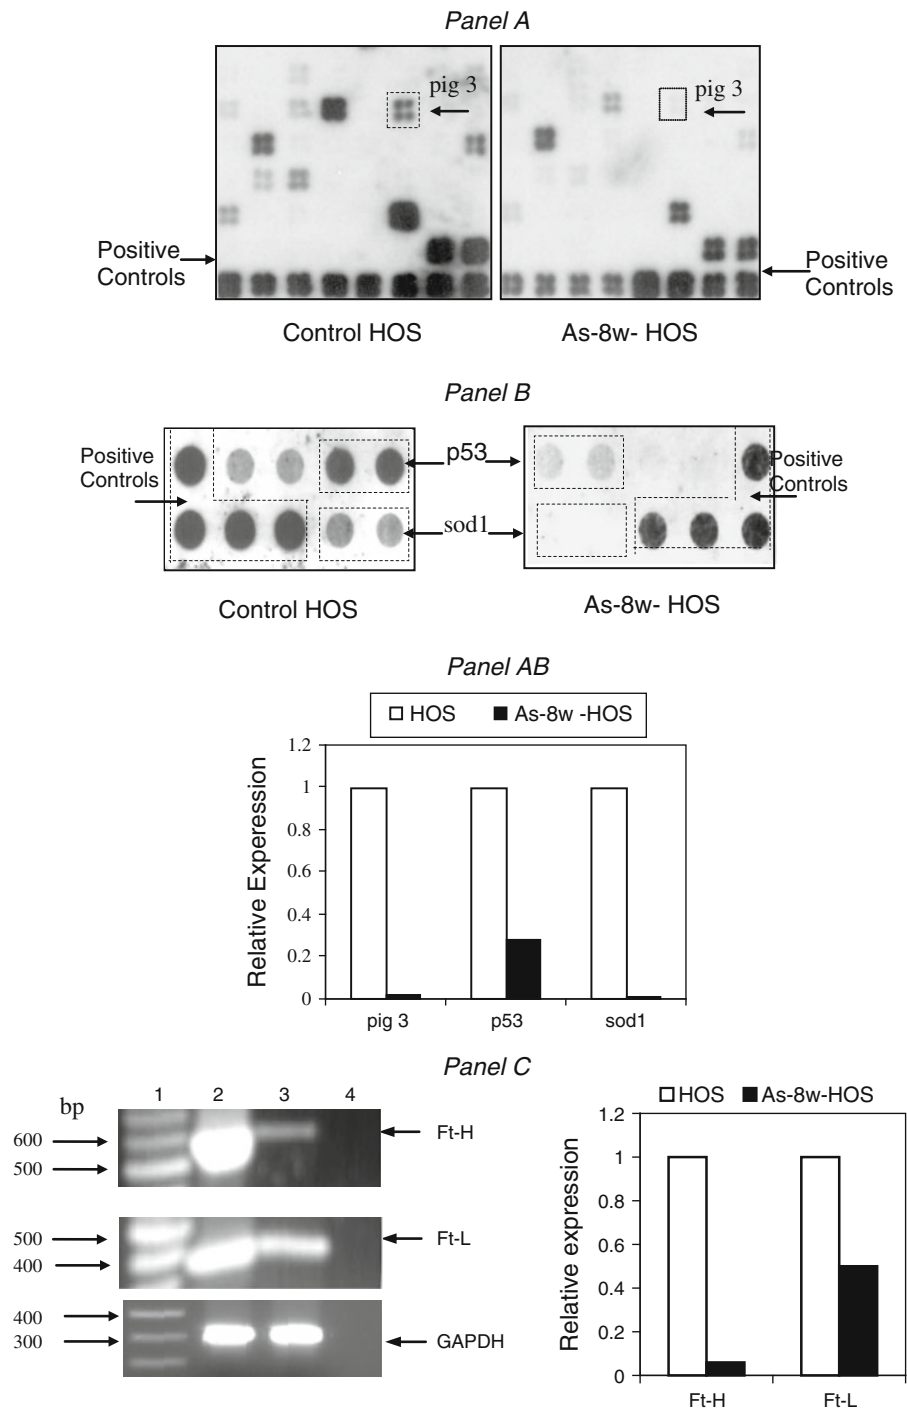 Panel A
pig 3
pig 3
Positive
Controls
Positive
Controls
Control HOS
As-8w- HOS
Panel B
Positive
Controls
p53
sod1
Positive
Controls
Control HOS
As-8w- HOS
Panel AB
HOS
As-8w -HOS
Relative Experession
1.2
1
0.8
0.6
0.4
0.2
0
pig 3
p53
sod1
Panel C
bp
1
2
3
4
600
500
Ft-H
500
400
Ft-L
400
300
GAPDH
HOS
As-8w-HOS
Relative expression
1.2
1
0.8
0.6
0.4
0.2
0
Ft-H
Ft-L